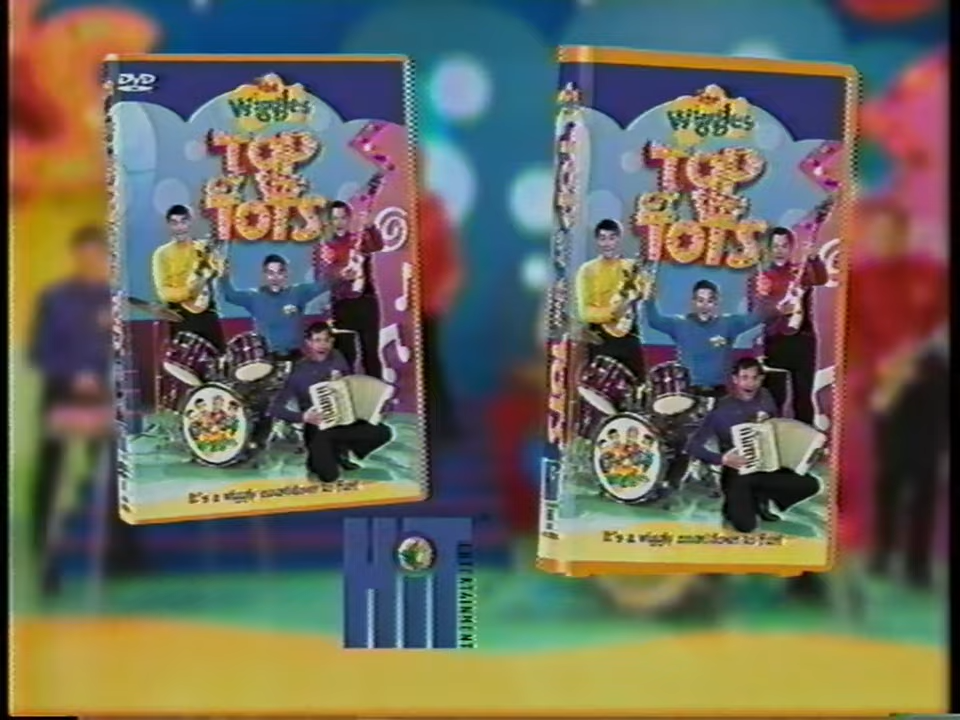 DVD
The
Wiggles
TOP
OF THE
TOTS
It's a wiggly countdown to fun!
The
Wiggles
TOP
OF THE
TOTS
It's a wiggly countdown to fun!
HiT
ENTERTAINMENT